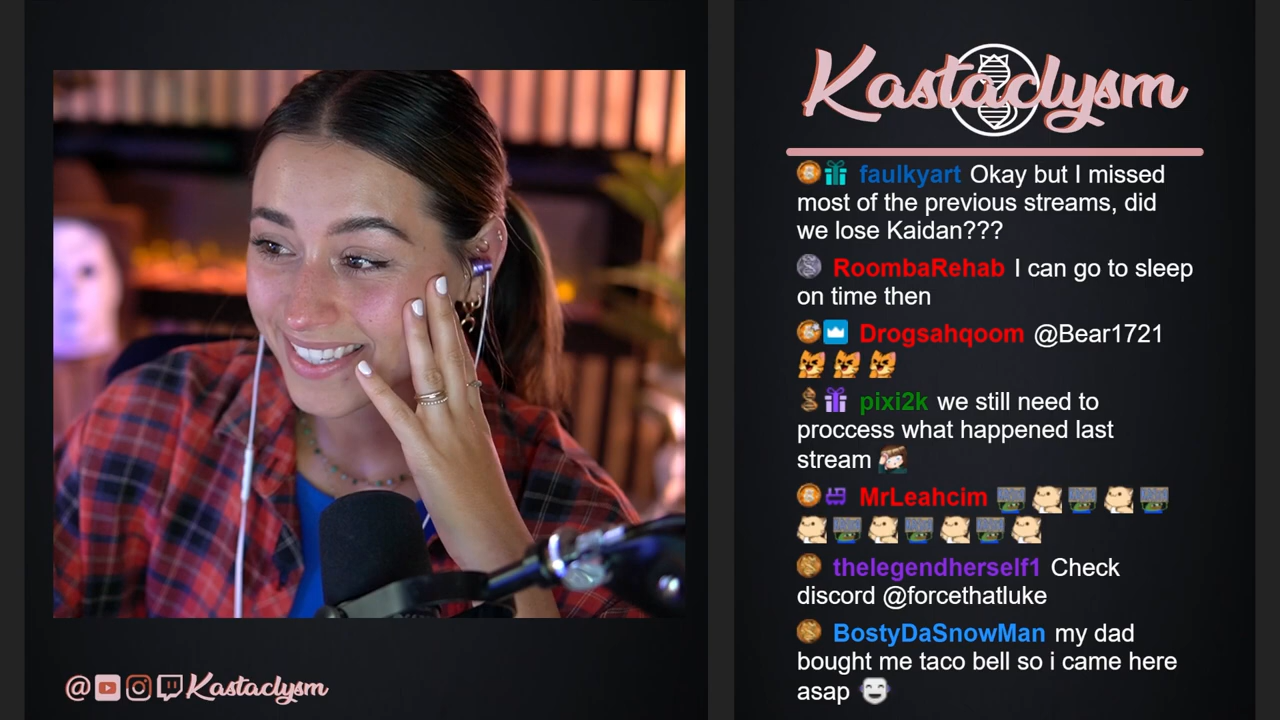 Kastaclysm
faulkyart Okay but I missed
most of the previous streams, did
we lose Kaidan???
RoombaRehab I can go to sleep
on time then
Drogsahqoom @Bear1721
pixi2k we still need to
proccess what happened last
stream
MrLeahcim
thelegendherself1 Check
discord @forcethatluke
BostyDaSnowMan my dad
bought me taco bell so i came here
asap
@ Kastaclysm